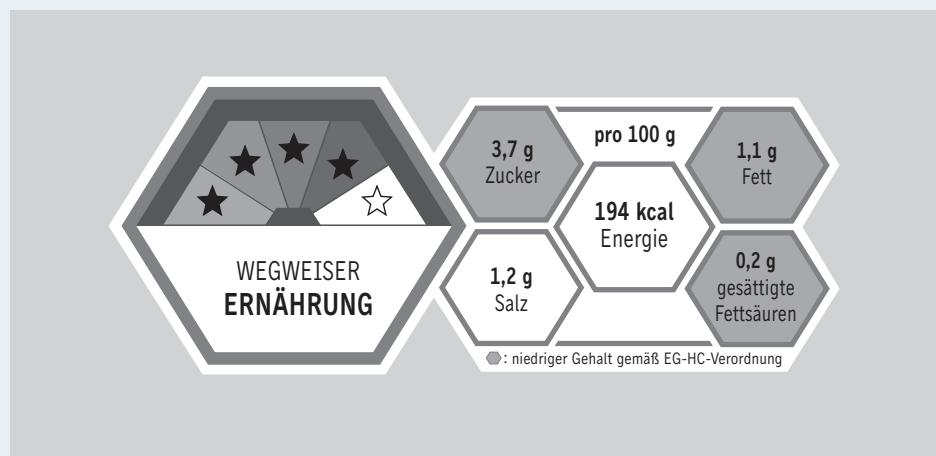 WEGWEISER
ERNÄHRUNG
pro 100 g
3,7 g
Zucker
1,1 g
Fett
194 kcal
Energie
1,2 g
Salz
0,2 g
gesättigte
Fettsäuren
: niedriger Gehalt gemäß EG-HC-Verordnung